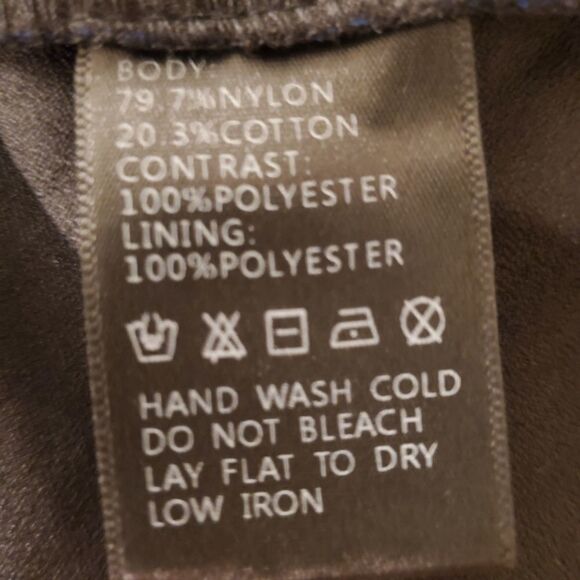 BODY:
79.7%NYLON
20.3%COTTON
CONTRAST:
100%POLYESTER
LINING:
100%POLYESTER
HAND WASH COLD
DO NOT BLEACH
LAY FLAT TO DRY
LOW IRON